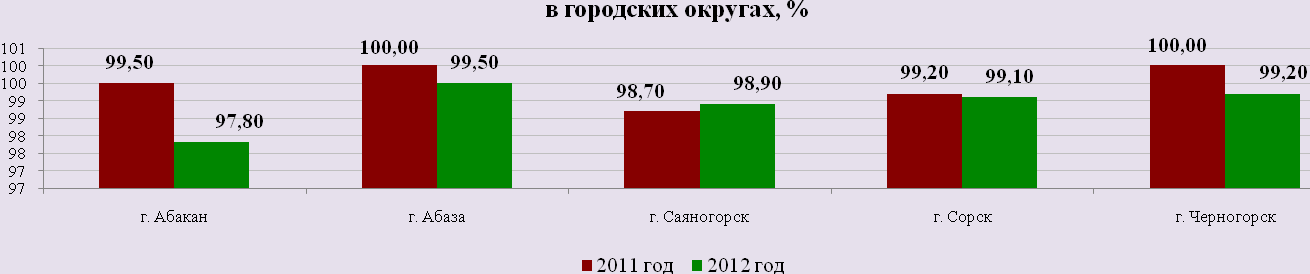 в городских округах, %
101
100
100
99
99
98
98
97
97
99,50
97,80
100,00
99,50
98,70
98,90
99,20
99,10
100,00
99,20
г. Абакан
г. Абаза
г. Саяногорск
г. Сорск
г. Черногорск
2011 год
2012 год